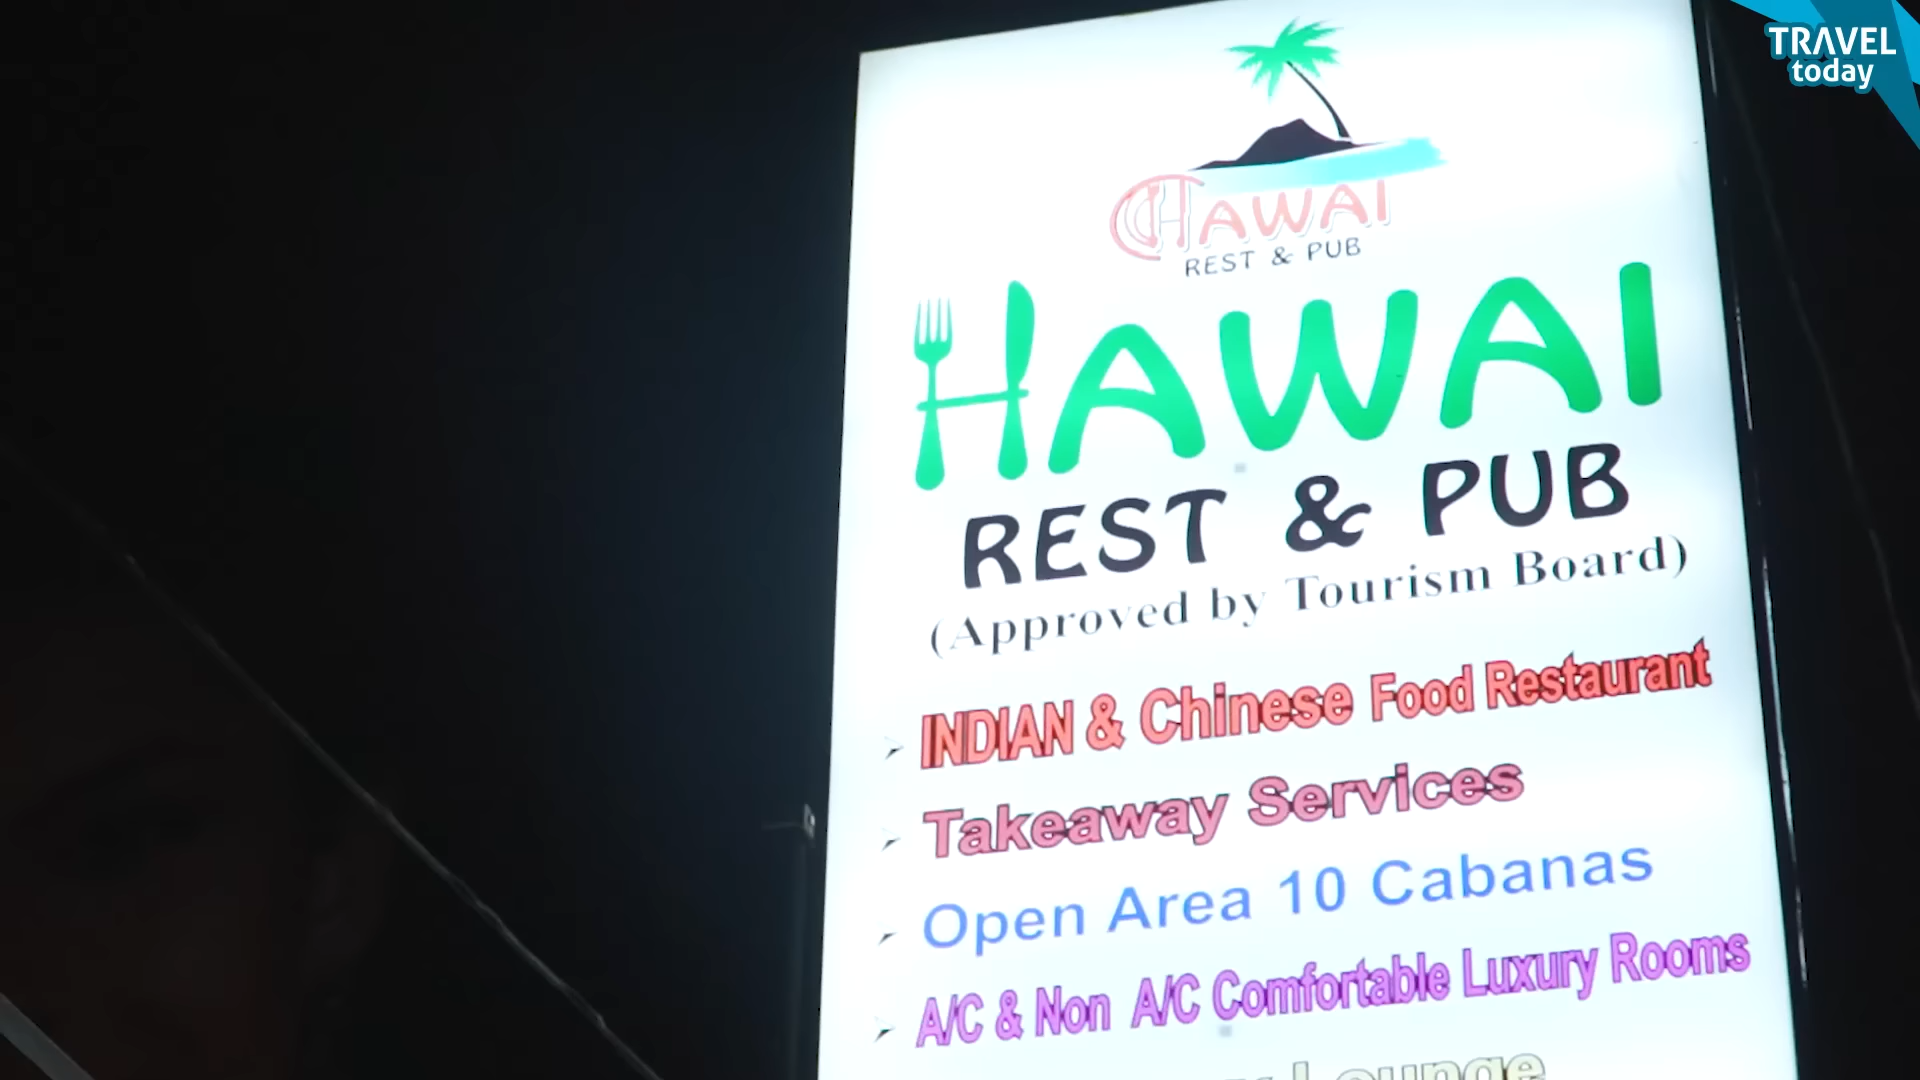 TRAVEL
today
HAWAI
REST & PUB
HAWAI
REST & PUB
(Approved by Tourism Board)
INDIAN & Chinese Food Restaurant
Takeaway Services
Open Area 10 Cabanas
A/C & Non A/C Comfortable Luxury Rooms
Lounge